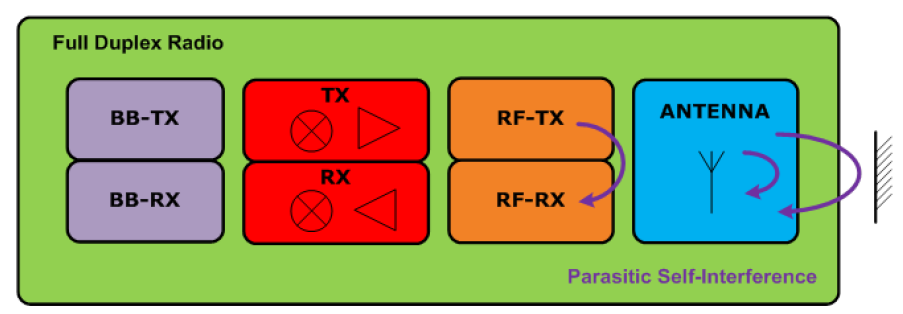 Full Duplex Radio
BB-TX
TX
RF-TX
ANTENNA
BB-RX
RX
RF-RX
Parasitic Self-Interference